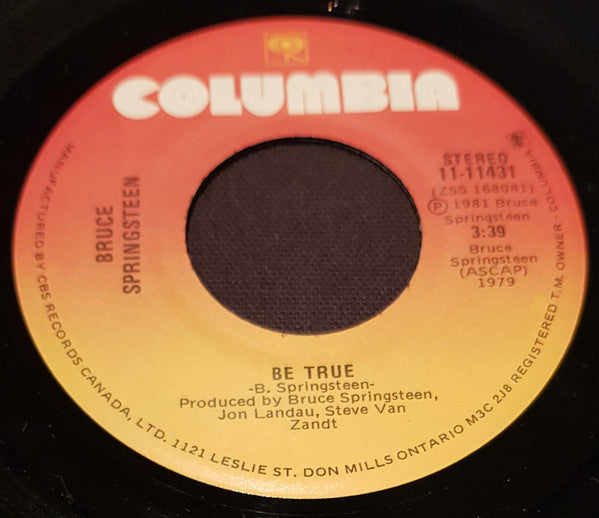 COLUMBIA
STEREO
11-11431
(ZSS 168081)
Ⓟ 1981 Bruce
Springsteen
3:39
Bruce
Springsteen
(ASCAP)
1979
BRUCE
SPRINGSTEEN
BE TRUE
-B. Springsteen-
Produced by Bruce Springsteen,
Jon Landau, Steve Van
Zandt
MANUFACTURED BY CBS RECORDS CANADA, LTD. 1121 LESLIE ST. DON MILLS ONTARIO M3C 2J8 REGISTERED T.M. OWNER - COLUMBIA